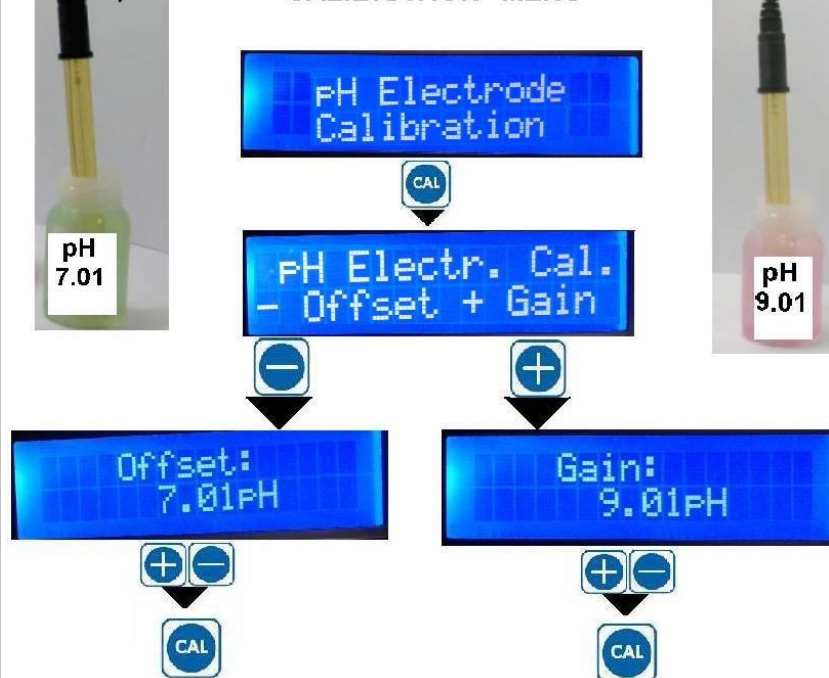 pH Electrode
Calibration
CAL
pH
7.01
pH Electr. Cal.
- Offset + Gain
pH
9.01
Offset:
7.01pH
Gain:
9.01pH
CAL
CAL